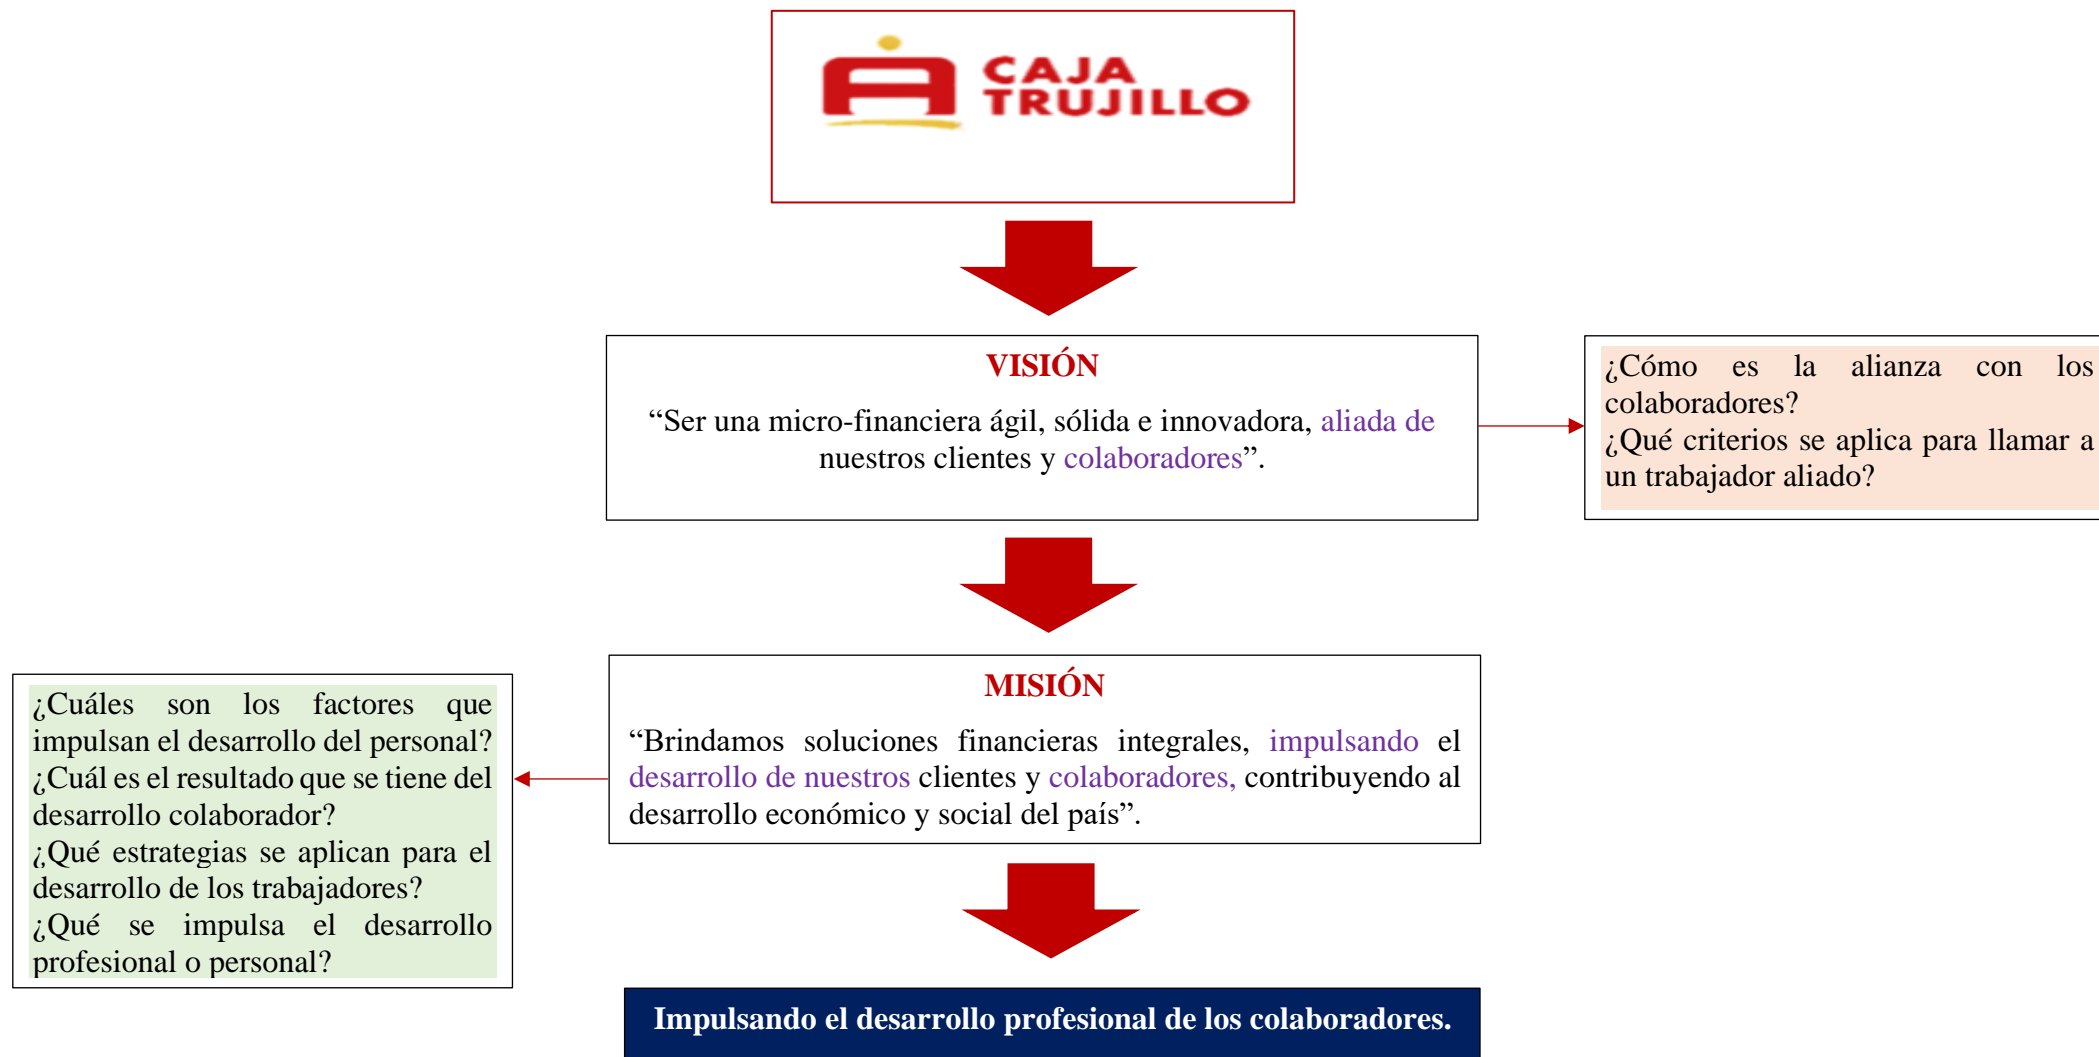 CAJA
TRUJILLO
VISIÓN
“Ser una micro-financiera ágil, sólida e innovadora, aliada de
nuestros clientes y colaboradores”.
¿Cómo es la alianza con los
colaboradores?
¿Qué criterios se aplica para llamar a
un trabajador aliado?
MISIÓN
“Brindamos soluciones financieras integrales, impulsando el
desarrollo de nuestros clientes y colaboradores, contribuyendo al
desarrollo económico y social del país”.
¿Cuáles son los factores que
impulsan el desarrollo del personal?
¿Cuál es el resultado que se tiene del
desarrollo colaborador?
¿Qué estrategias se aplican para el
desarrollo de los trabajadores?
¿Qué se impulsa el desarrollo
profesional o personal?
Impulsando el desarrollo profesional de los colaboradores.